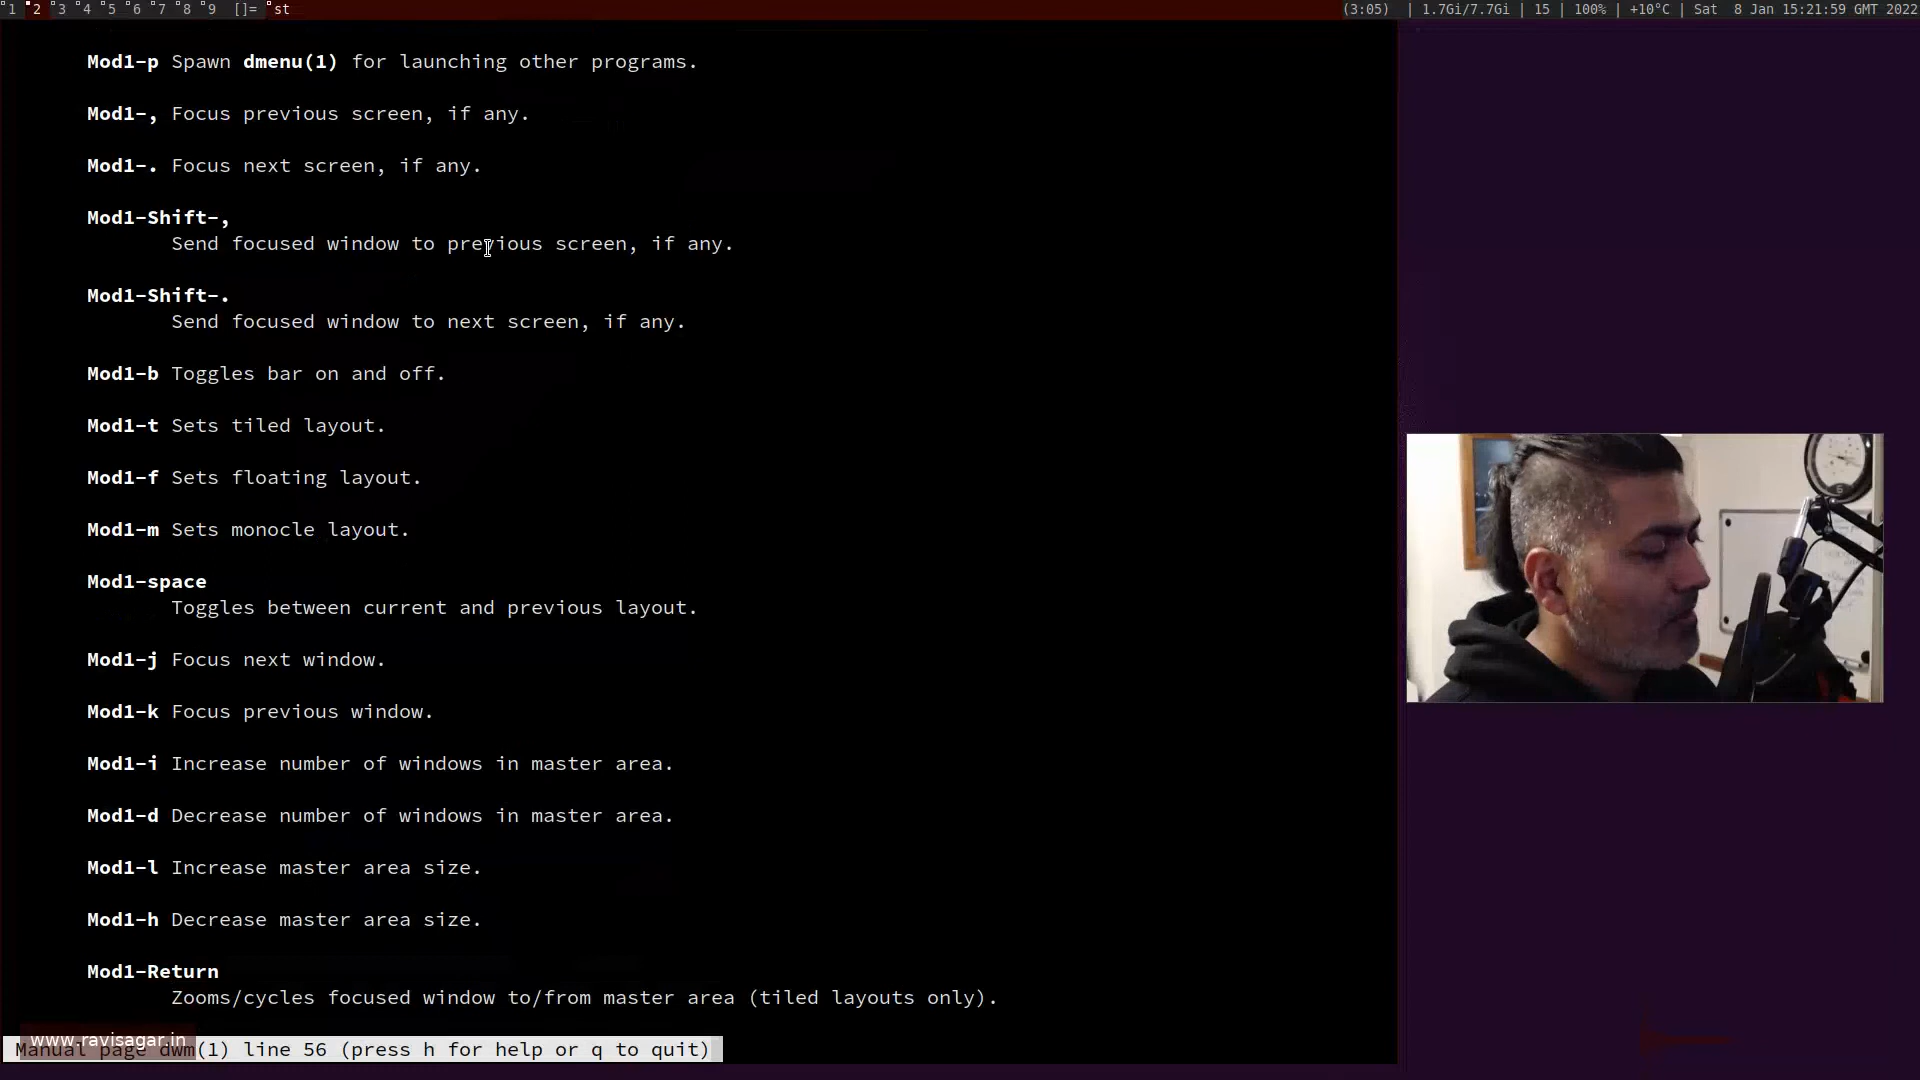 1 2 3 4 5 6 7 8 9 []= st (3:05) | 1.7Gi/7.7Gi | 15 | 100% | +10°C | Sat 8 Jan 15:21:59 GMT 2022
Mod1-p Spawn dmenu(1) for launching other programs.
Mod1-, Focus previous screen, if any.
Mod1-. Focus next screen, if any.
Mod1-Shift-,
Send focused window to previous screen, if any.
Mod1-Shift-.
Send focused window to next screen, if any.
Mod1-b Toggles bar on and off.
Mod1-t Sets tiled layout.
Mod1-f Sets floating layout.
Mod1-m Sets monocle layout.
Mod1-space
Toggles between current and previous layout.
Mod1-j Focus next window.
Mod1-k Focus previous window.
Mod1-i Increase number of windows in master area.
Mod1-d Decrease number of windows in master area.
Mod1-l Increase master area size.
Mod1-h Decrease master area size.
Mod1-Return
Zooms/cycles focused window to/from master area (tiled layouts only).
www.ravisagar.in
Manual page dwm(1) line 56 (press h for help or q to quit)